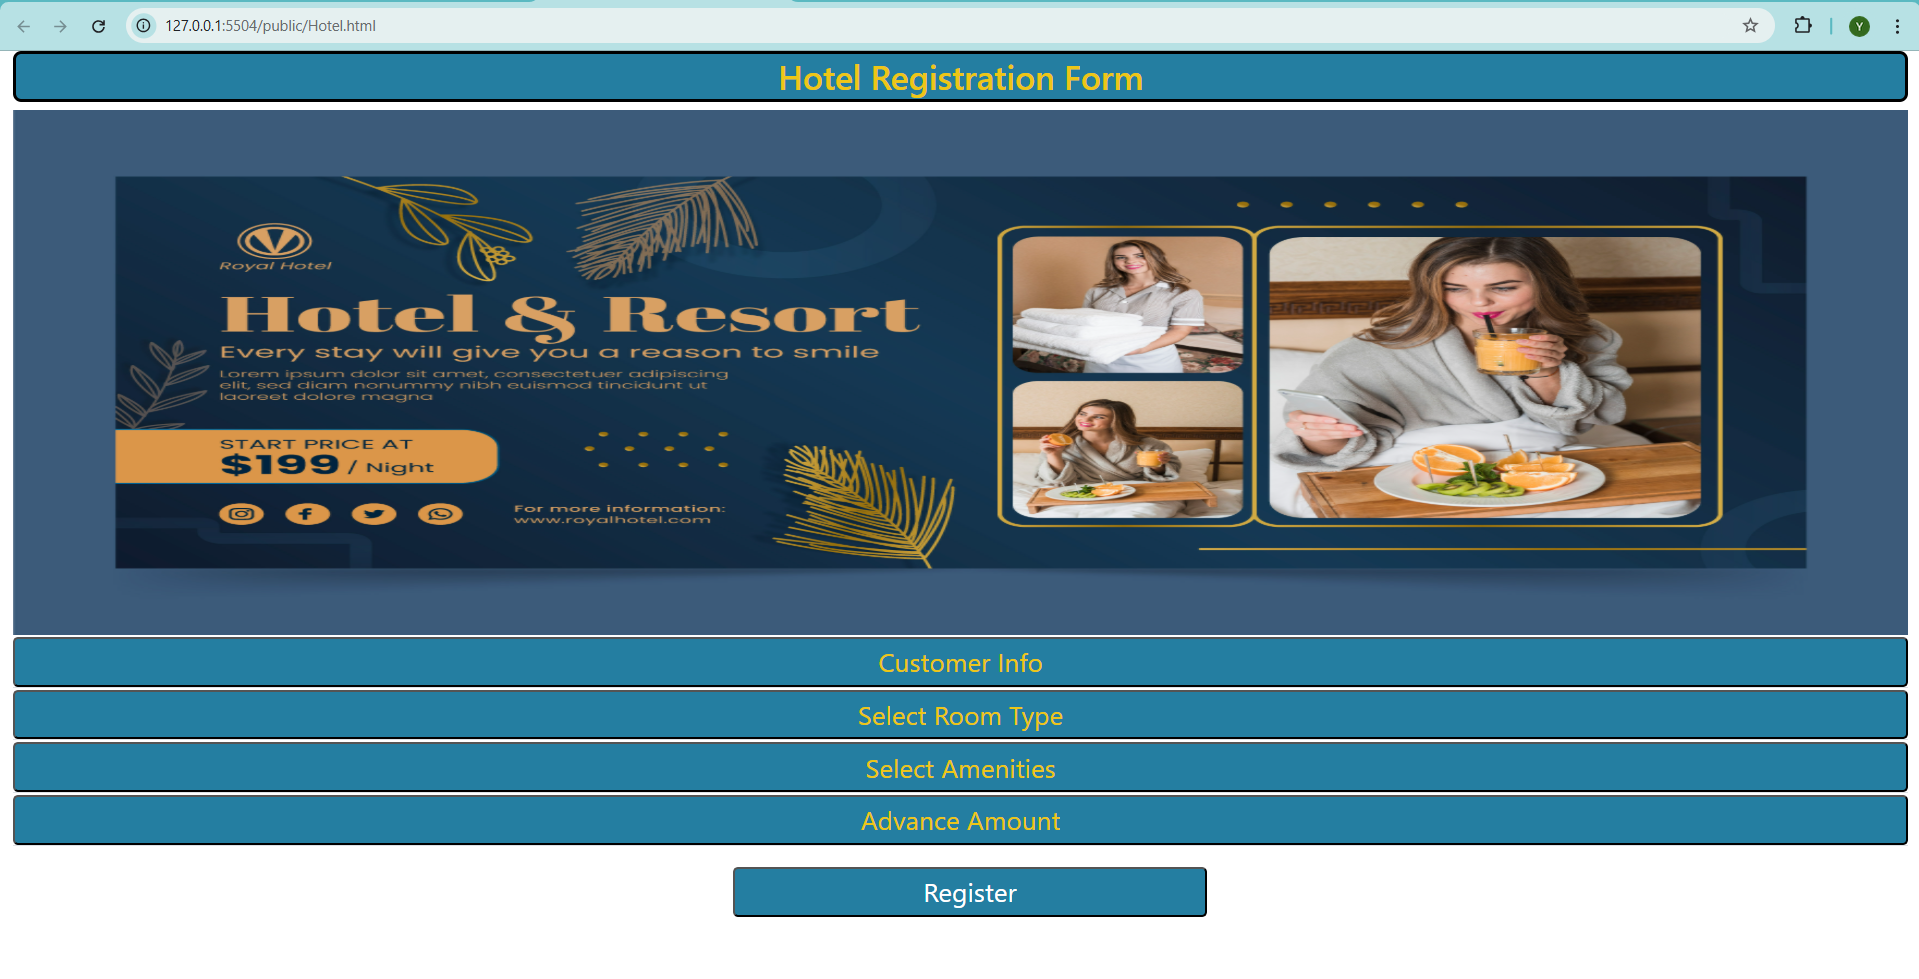 127.0.0.1:5504/public/Hotel.html
Y
Hotel Registration Form
Royal Hotel
Hotel & Resort
Every stay will give you a reason to smile
Lorem ipsum dolor sit amet, consectetuer adipiscing
elit, sed diam nonummy nibh euismod tincidunt ut
laoreet dolore magna
START PRICE AT
$199 / Night
For more information:
www.royalhotel.com
Customer Info
Select Room Type
Select Amenities
Advance Amount
Register